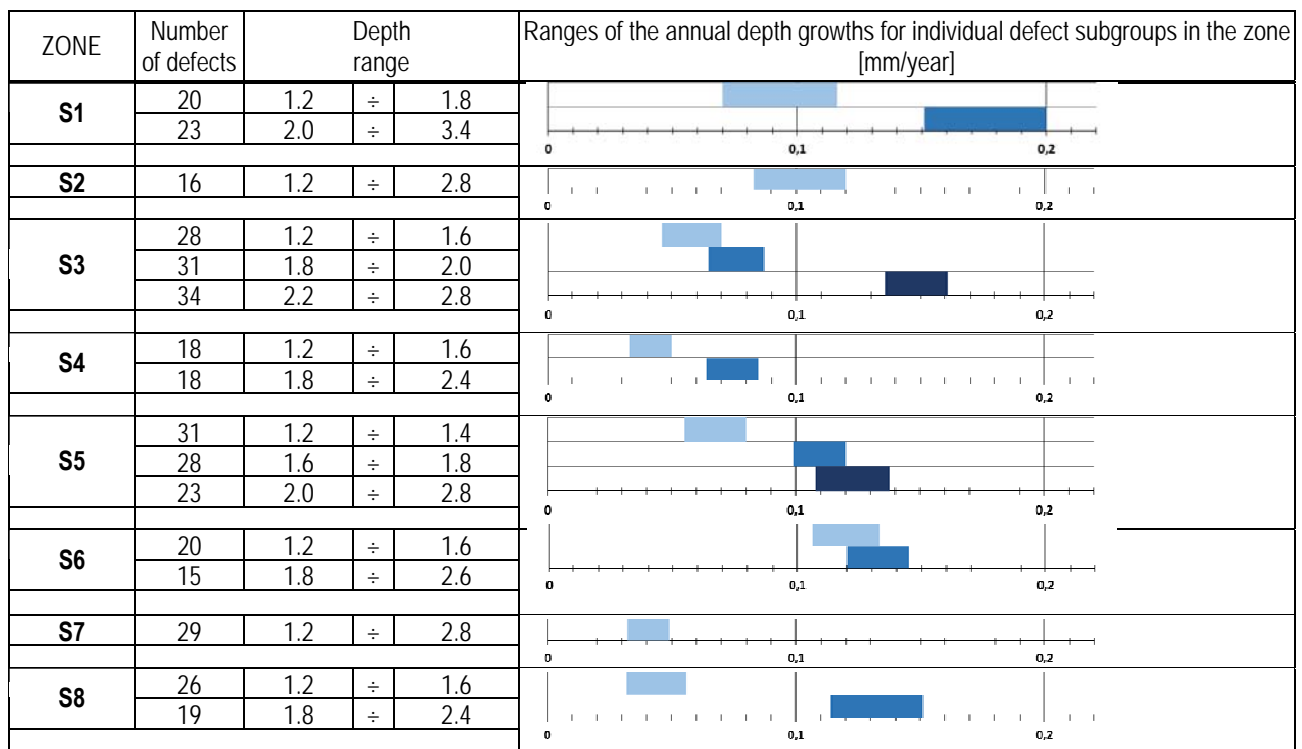 ZONE Number of defects Depth range Ranges of the annual depth growths for individual defect subgroups in the zone [mm/year]
S1
20 1.2 ÷ 1.8
23 2.0 ÷ 3.4
0 0,1 0,2
S2 16 1.2 ÷ 2.8
0 0,1 0,2
S3
28 1.2 ÷ 1.6
31 1.8 ÷ 2.0
34 2.2 ÷ 2.8
0 0,1 0,2
S4
18 1.2 ÷ 1.6
18 1.8 ÷ 2.4
0 0,1 0,2
S5
31 1.2 ÷ 1.4
28 1.6 ÷ 1.8
23 2.0 ÷ 2.8
0 0,1 0,2
S6
20 1.2 ÷ 1.6
15 1.8 ÷ 2.6
0 0,1 0,2
S7 29 1.2 ÷ 2.8
0 0,1 0,2
S8
26 1.2 ÷ 1.6
19 1.8 ÷ 2.4
0 0,1 0,2